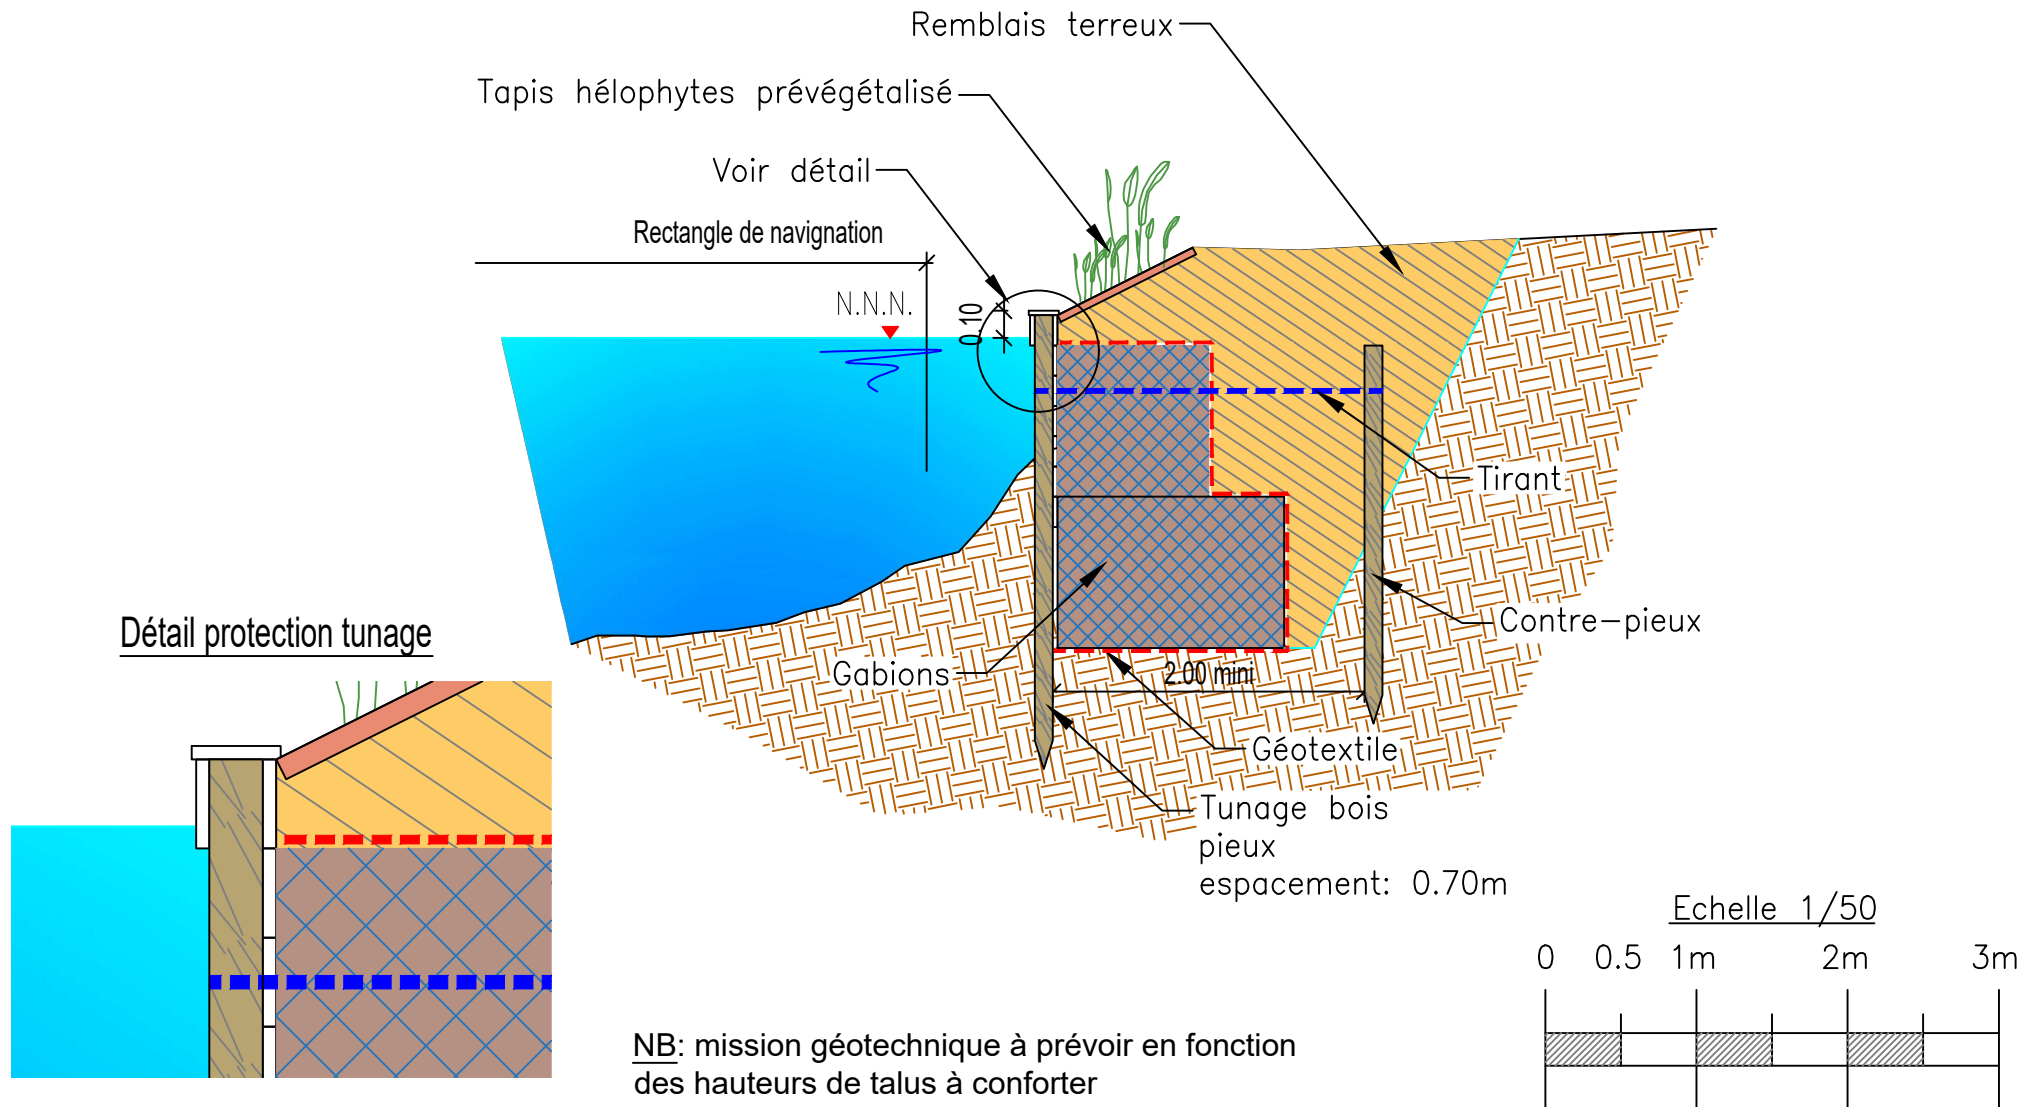 Remblais terreux
Tapis hélophytes prévégétalisé
Voir détail
Rectangle de navignation
N.N.N.
0.10
Tirant
Contre-pieux
Détail protection tunage
Gabions
2.00 mini
Géotextile
Tunage bois
pieux
espacement: 0.70m
Echelle 1/50
0 0.5 1m 2m 3m
NB: mission géotechnique à prévoir en fonction
des hauteurs de talus à conforter